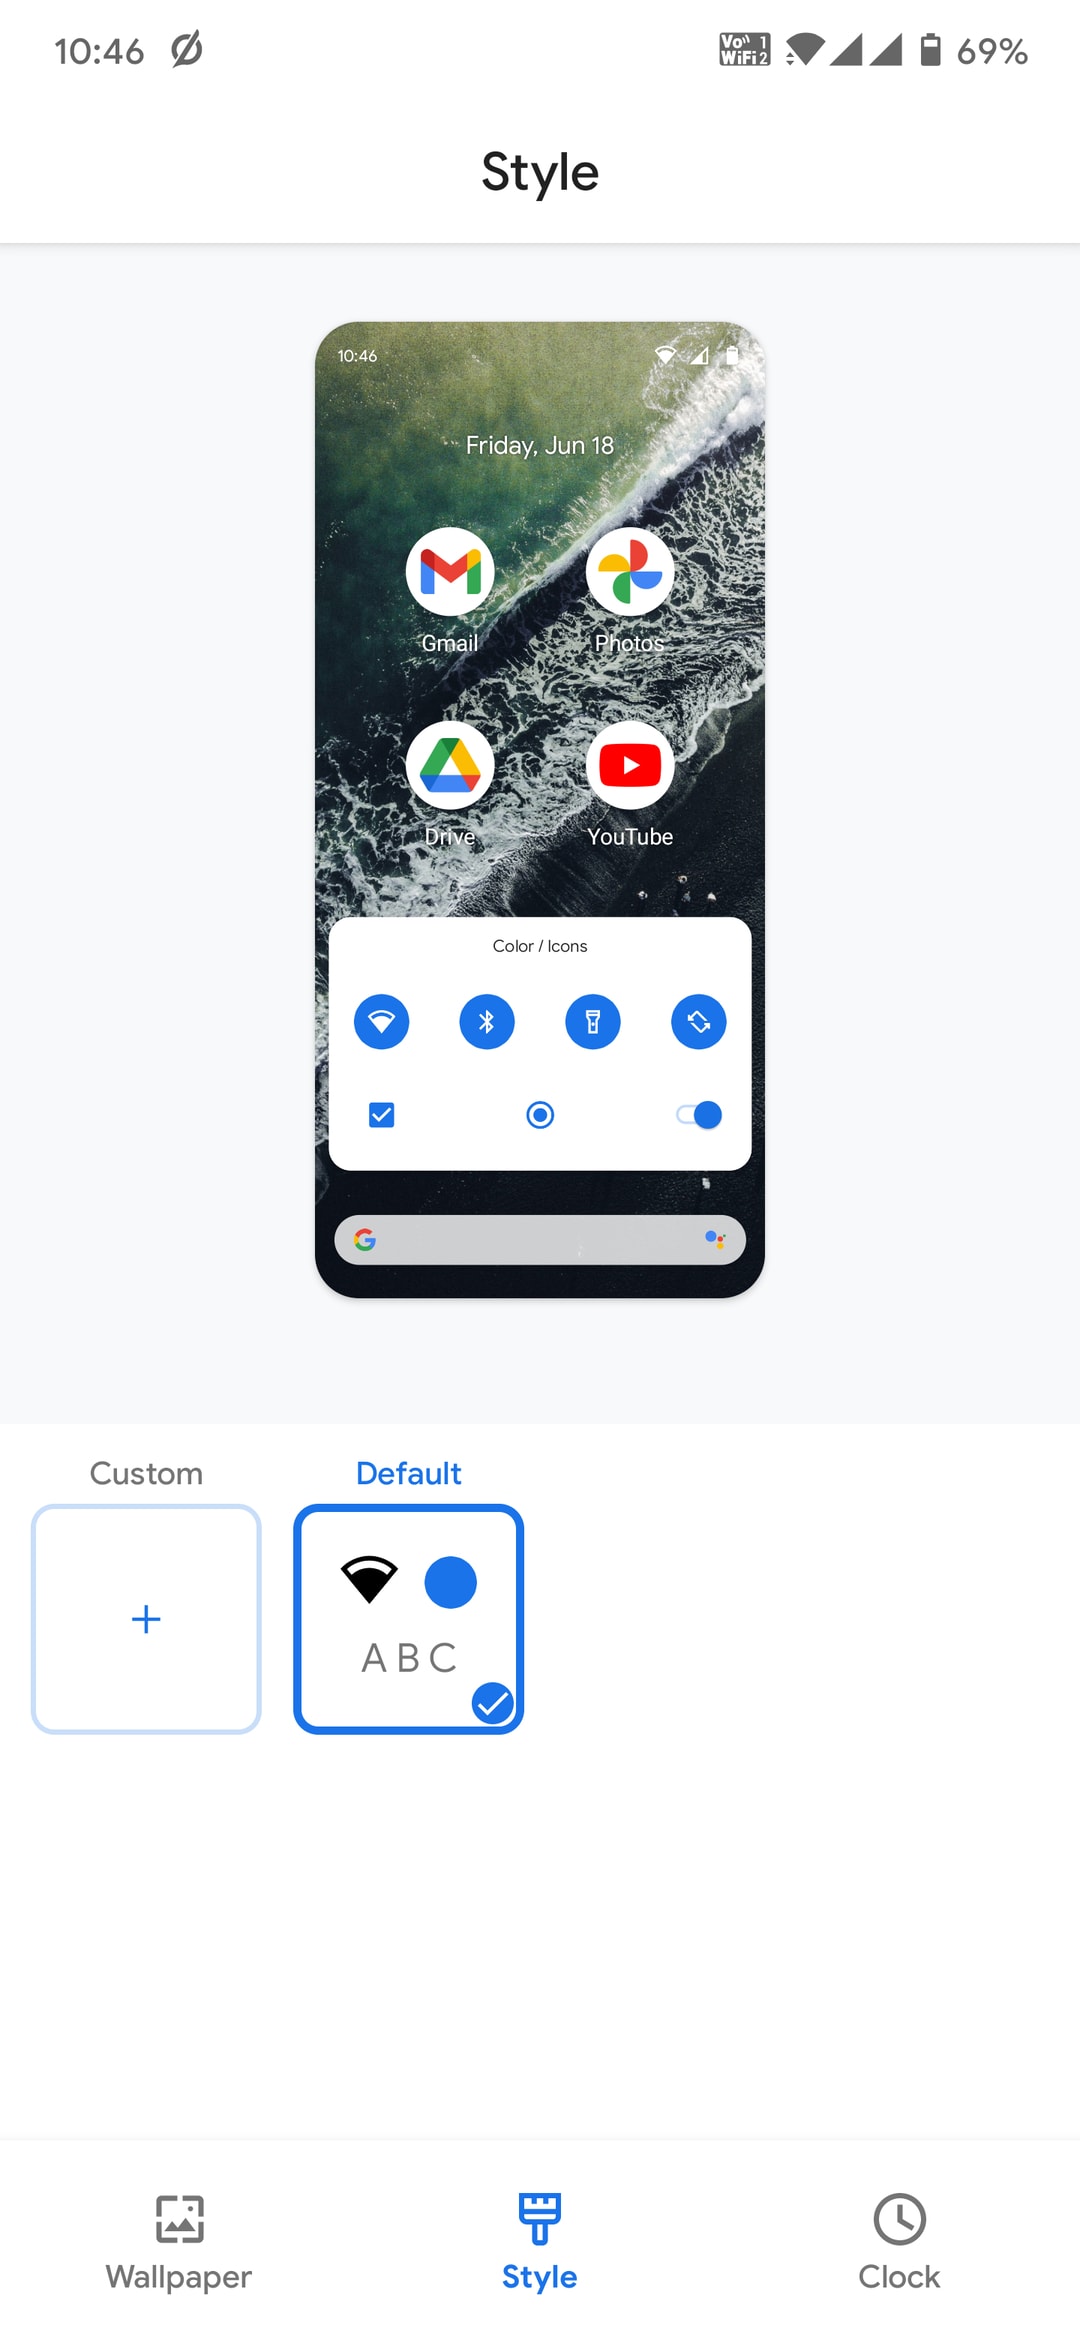 10:46
Vo 1
WiFi 2
69%
Style
10:46
Friday, Jun 18
Gmail
Photos
Drive
YouTube
Color / Icons
G
Custom
Default
ABC
Wallpaper
Style
Clock